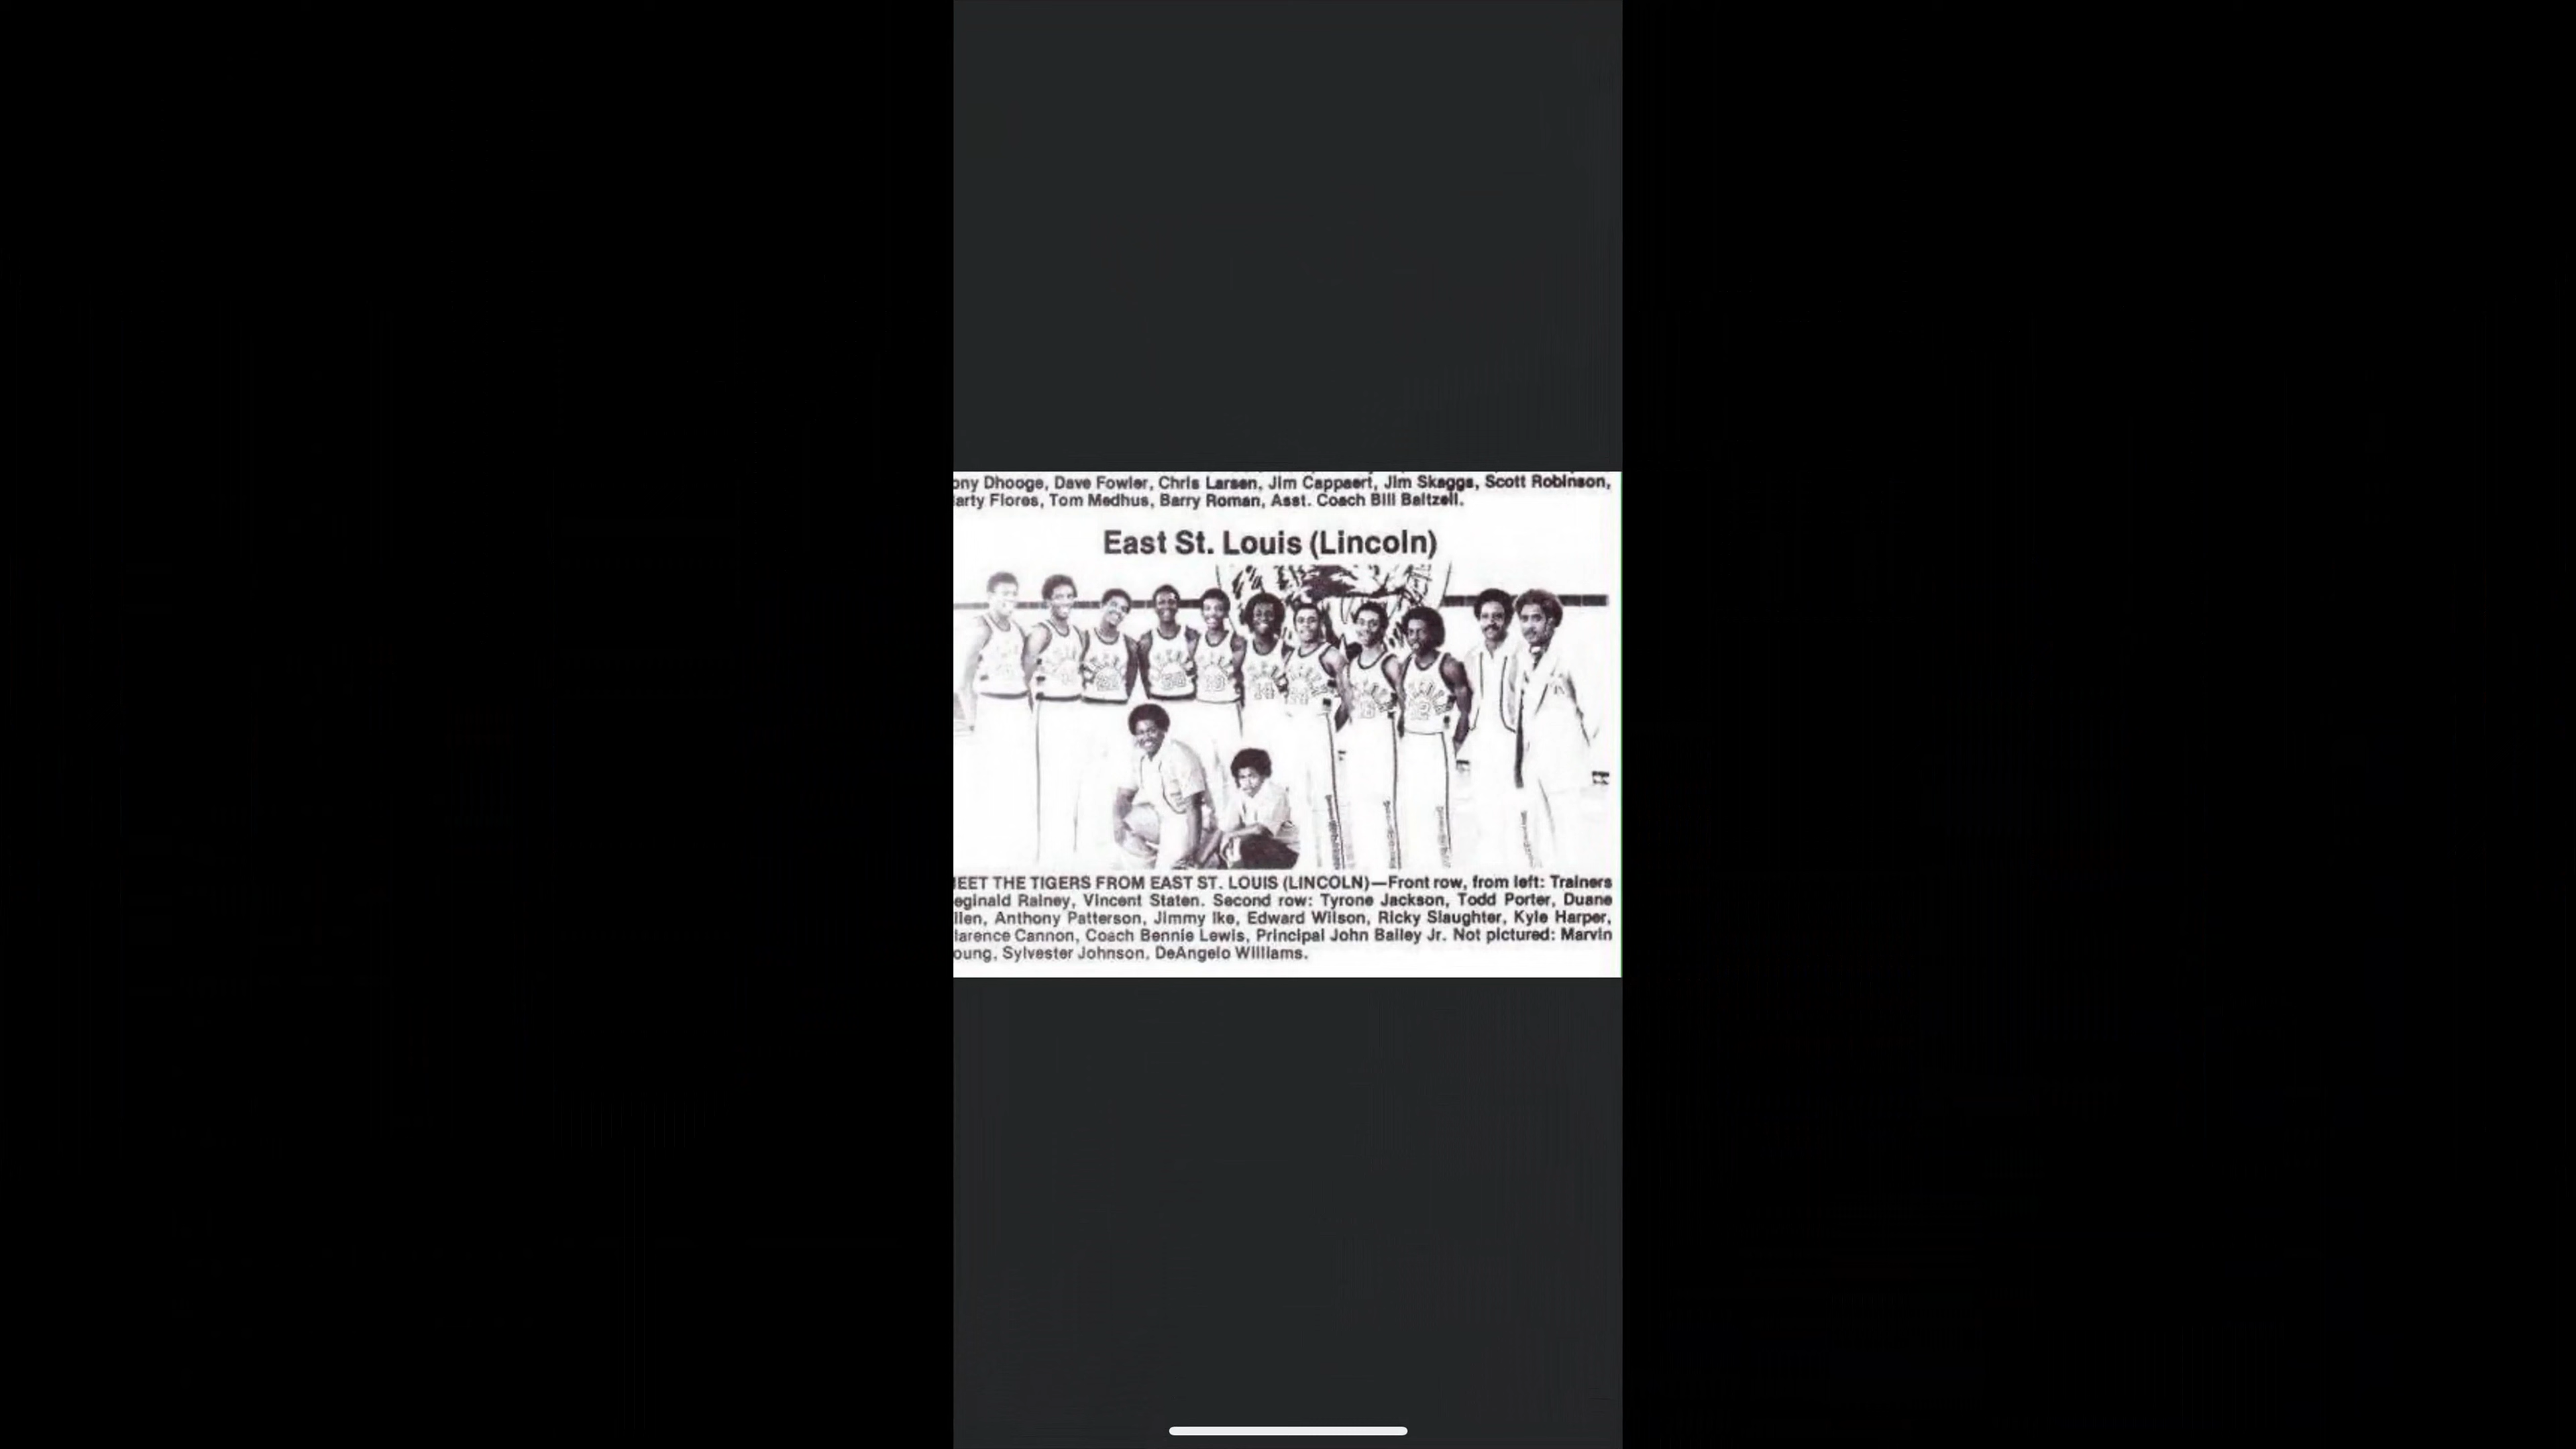 ony Dhooge, Dave Fowler, Chris Larsen, Jim Cappaert, Jim Skaggs, Scott Robinson,
arty Flores, Tom Medhus, Barry Roman, Asst. Coach Bill Baltzell.
East St. Louis (Lincoln)
EET THE TIGERS FROM EAST ST. LOUIS (LINCOLN)—Front row, from left: Trainers
eginald Rainey, Vincent Staten. Second row: Tyrone Jackson, Todd Porter, Duane
llen, Anthony Patterson, Jimmy Ike, Edward Wilson, Ricky Slaughter, Kyle Harper,
larence Cannon, Coach Bennie Lewis, Principal John Bailey Jr. Not pictured: Marvin
oung, Sylvester Johnson, DeAngelo Williams.